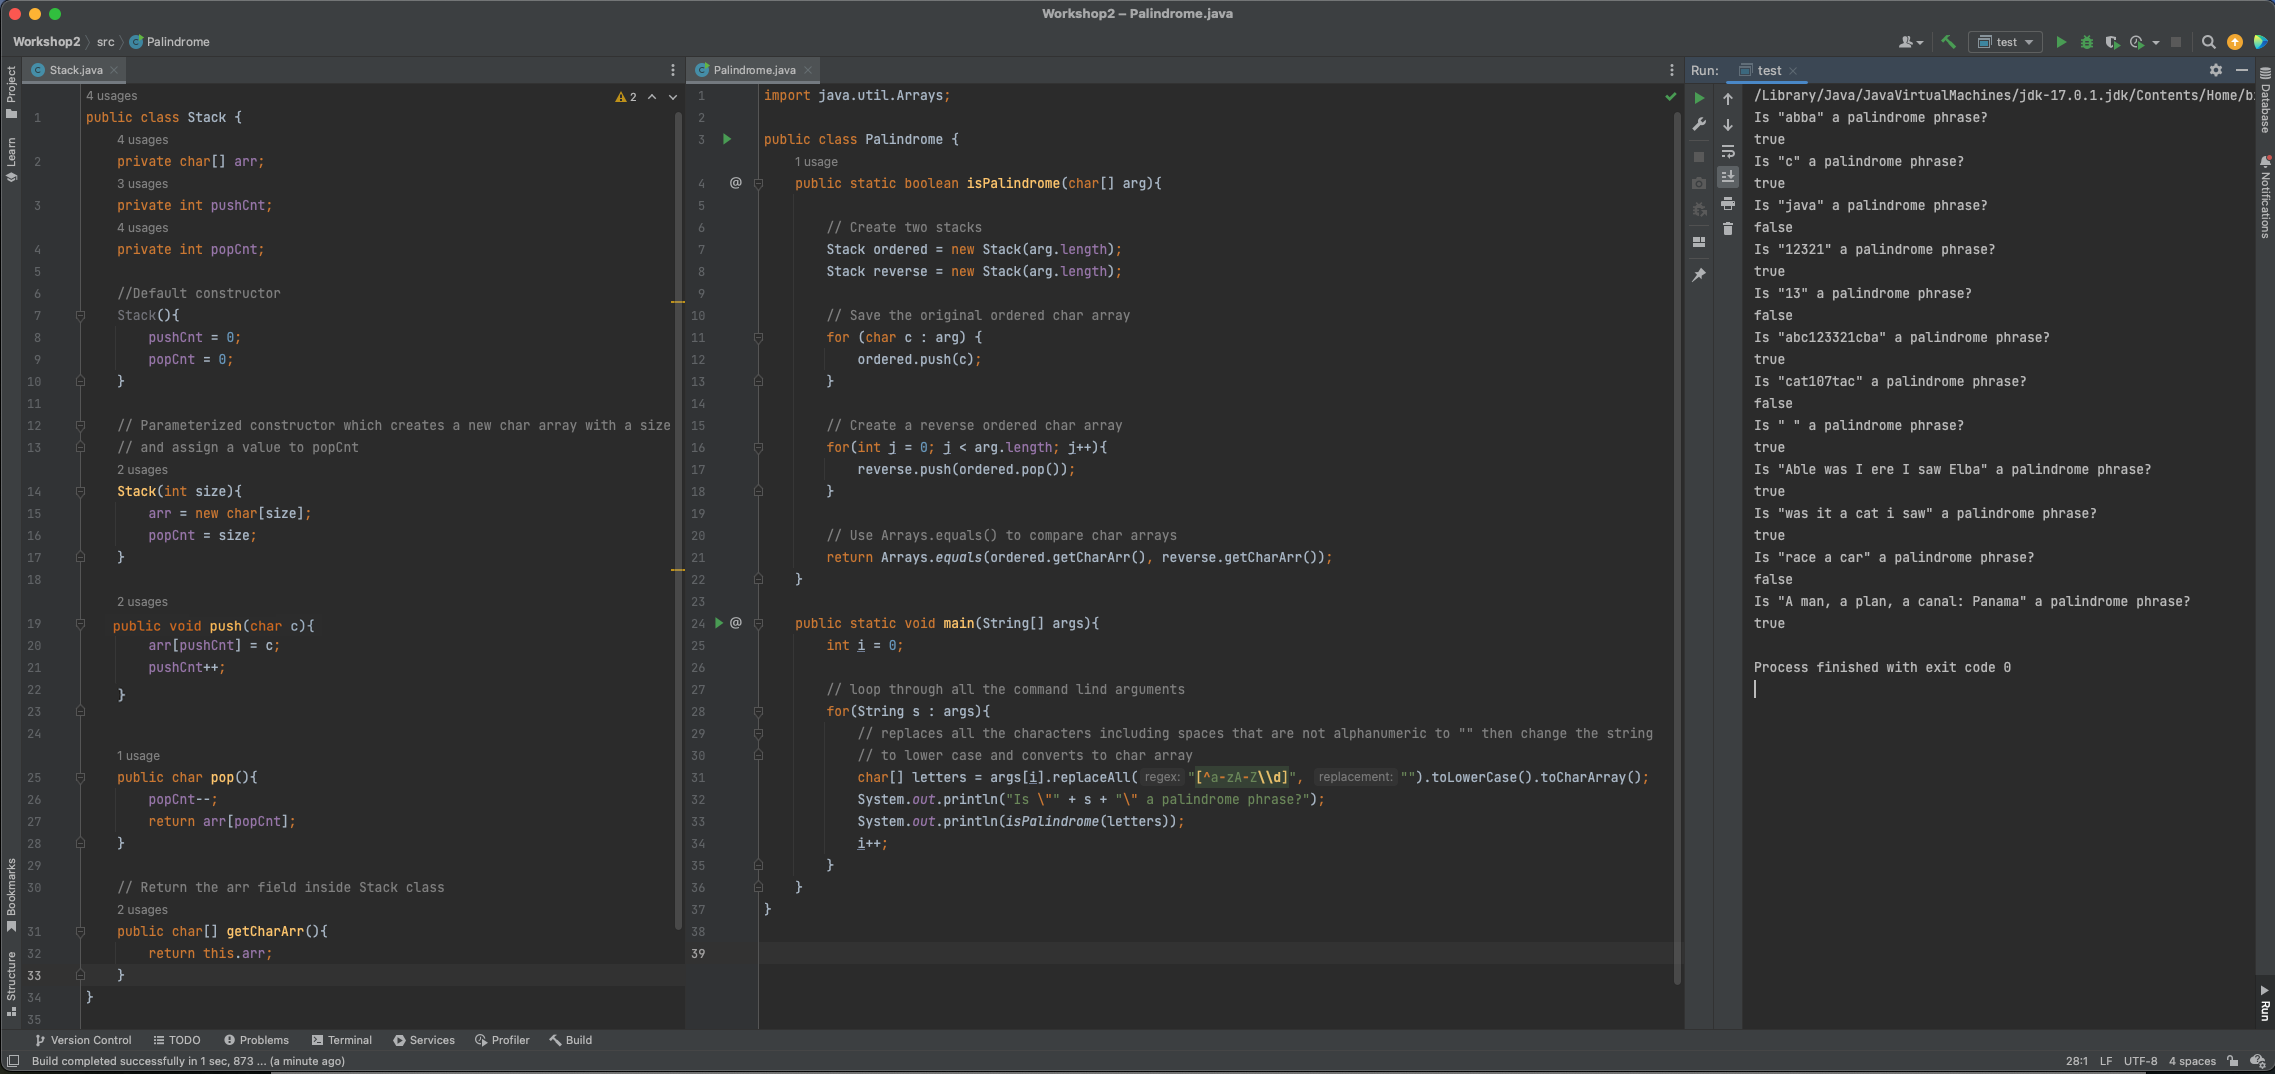 Workshop2 – Palindrome.java
Workshop2 src Palindrome
test
Project
Learn
Bookmarks
Structure
Stack.java
2
4 usages
1 public class Stack {
4 usages
2 private char[] arr;
3 usages
3 private int pushCnt;
4 usages
4 private int popCnt;
5
6 //Default constructor
7 Stack(){
8 pushCnt = 0;
9 popCnt = 0;
10 }
11
12 // Parameterized constructor which creates a new char array with a size
13 // and assign a value to popCnt
2 usages
14 Stack(int size){
15 arr = new char[size];
16 popCnt = size;
17 }
18
2 usages
19 public void push(char c){
20 arr[pushCnt] = c;
21 pushCnt++;
22 }
23
24
1 usage
25 public char pop(){
26 popCnt--;
27 return arr[popCnt];
28 }
29
30 // Return the arr field inside Stack class
2 usages
31 public char[] getCharArr(){
32 return this.arr;
33 }
34 }
35
Palindrome.java
1 import java.util.Arrays;
2
3 public class Palindrome {
1 usage
4 @ public static boolean isPalindrome(char[] arg){
5
6 // Create two stacks
7 Stack ordered = new Stack(arg.length);
8 Stack reverse = new Stack(arg.length);
9
10 // Save the original ordered char array
11 for (char c : arg) {
12 ordered.push(c);
13 }
14
15 // Create a reverse ordered char array
16 for(int j = 0; j < arg.length; j++){
17 reverse.push(ordered.pop());
18 }
19
20 // Use Arrays.equals() to compare char arrays
21 return Arrays.equals(ordered.getCharArr(), reverse.getCharArr());
22 }
23
24 @ public static void main(String[] args){
25 int i = 0;
26
27 // loop through all the command lind arguments
28 for(String s : args){
29 // replaces all the characters including spaces that are not alphanumeric to "" then change the string
30 // to lower case and converts to char array
31 char[] letters = args[i].replaceAll( regex: "[^a-zA-Z\\d]", replacement: "").toLowerCase().toCharArray();
32 System.out.println("Is \"" + s + "\" a palindrome phrase?");
33 System.out.println(isPalindrome(letters));
34 i++;
35 }
36 }
37 }
38
39
Run: test
/Library/Java/JavaVirtualMachines/jdk-17.0.1.jdk/Contents/Home/b
Is "abba" a palindrome phrase?
true
Is "c" a palindrome phrase?
true
Is "java" a palindrome phrase?
false
Is "12321" a palindrome phrase?
true
Is "13" a palindrome phrase?
false
Is "abc123321cba" a palindrome phrase?
true
Is "cat107tac" a palindrome phrase?
false
Is " " a palindrome phrase?
true
Is "Able was I ere I saw Elba" a palindrome phrase?
true
Is "was it a cat i saw" a palindrome phrase?
true
Is "race a car" a palindrome phrase?
false
Is "A man, a plan, a canal: Panama" a palindrome phrase?
true
Process finished with exit code 0
Database
Notifications
Run
Version Control TODO Problems Terminal Services Profiler Build
Build completed successfully in 1 sec, 873 ... (a minute ago)
28:1 LF UTF-8 4 spaces